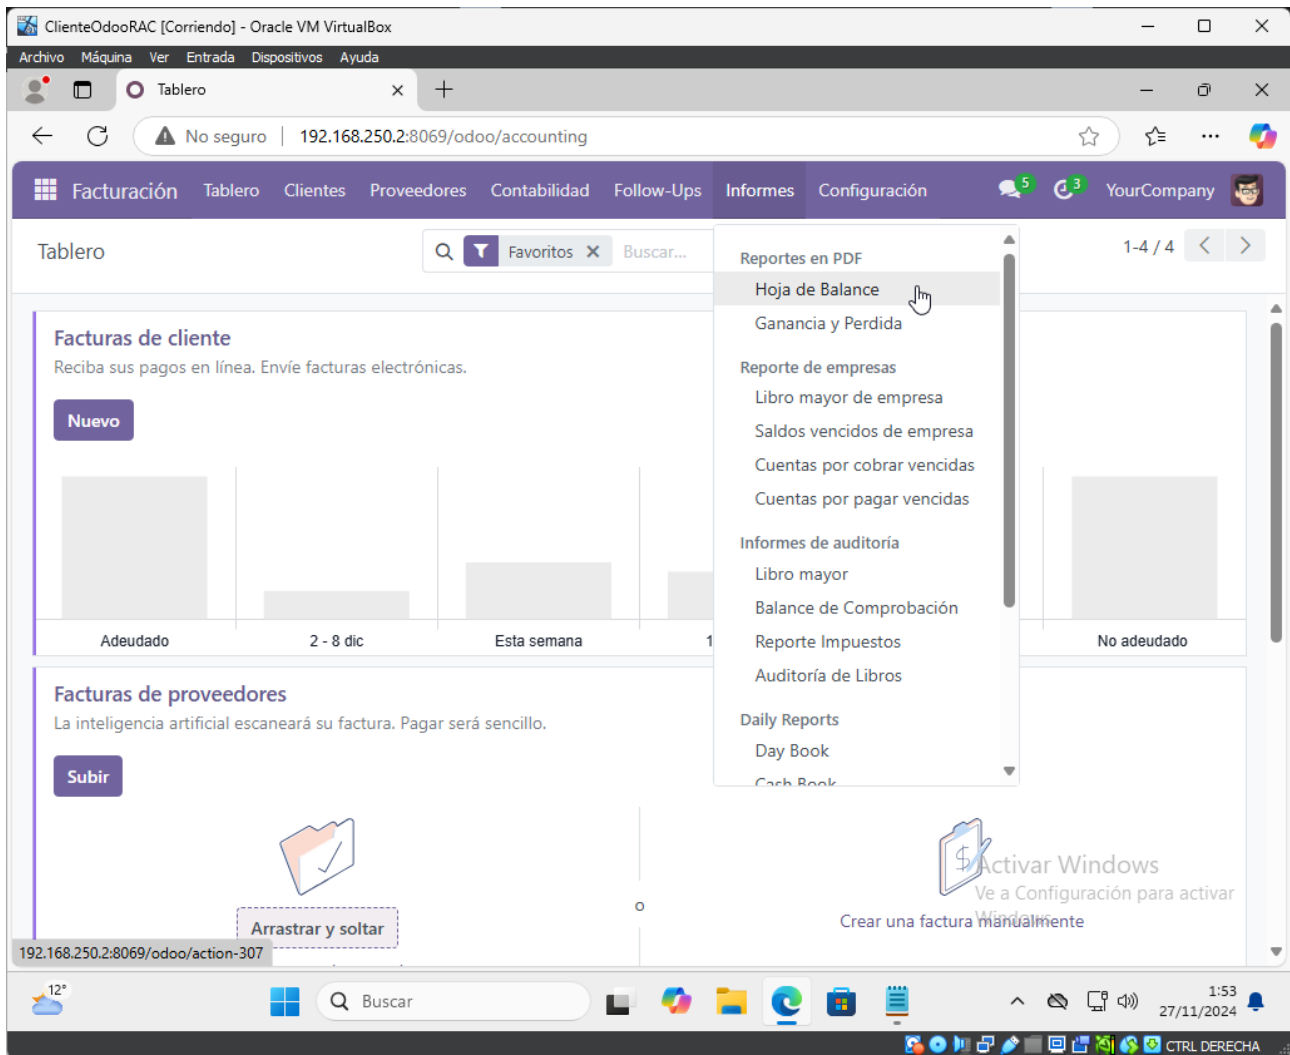 ClienteOdooRAC [Corriendo] - Oracle VM VirtualBox
Archivo Máquina Ver Entrada Dispositivos Ayuda
Tablero
No seguro | 192.168.250.2:8069/odoo/accounting
Facturación Tablero Clientes Proveedores Contabilidad Follow-Ups Informes Configuración 5 3 YourCompany
Tablero Favoritos Buscar... 1-4 / 4
Reportes en PDF
Hoja de Balance
Ganancia y Perdida
Reporte de empresas
Libro mayor de empresa
Saldos vencidos de empresa
Cuentas por cobrar vencidas
Cuentas por pagar vencidas
Informes de auditoría
Libro mayor
Balance de Comprobación
Reporte Impuestos
Auditoría de Libros
Daily Reports
Day Book
Cash Book
Facturas de cliente
Reciba sus pagos en línea. Envíe facturas electrónicas.
Nuevo
Adeudado 2 - 8 dic Esta semana 1 No adeudado
Facturas de proveedores
La inteligencia artificial escaneará su factura. Pagar será sencillo.
Subir
Arrastrar y soltar
o
Crear una factura manualmente
Activar Windows
Ve a Configuración para activar
Windows.
192.168.250.2:8069/odoo/action-307
12°
Buscar
1:53
27/11/2024
CTRL DERECHA